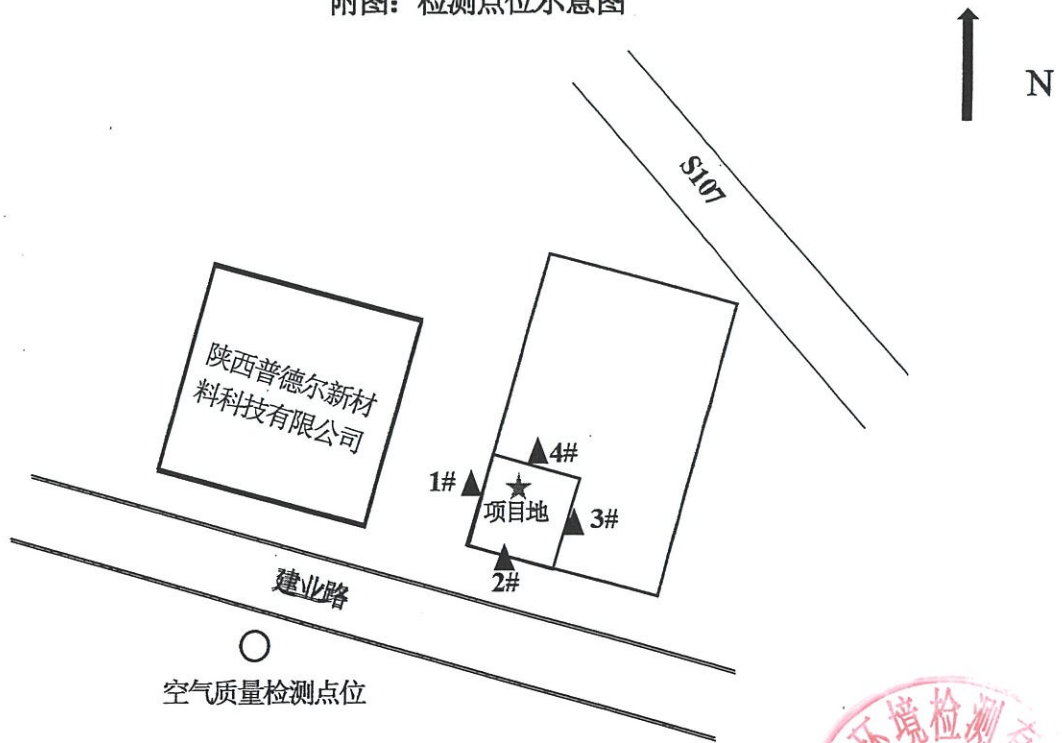 附图：检测点位示意图
N
S107
陕西普德尔新材
料科技有限公司
4#
1#
项目地
3#
2#
建业路
空气质量检测点位
环境检测